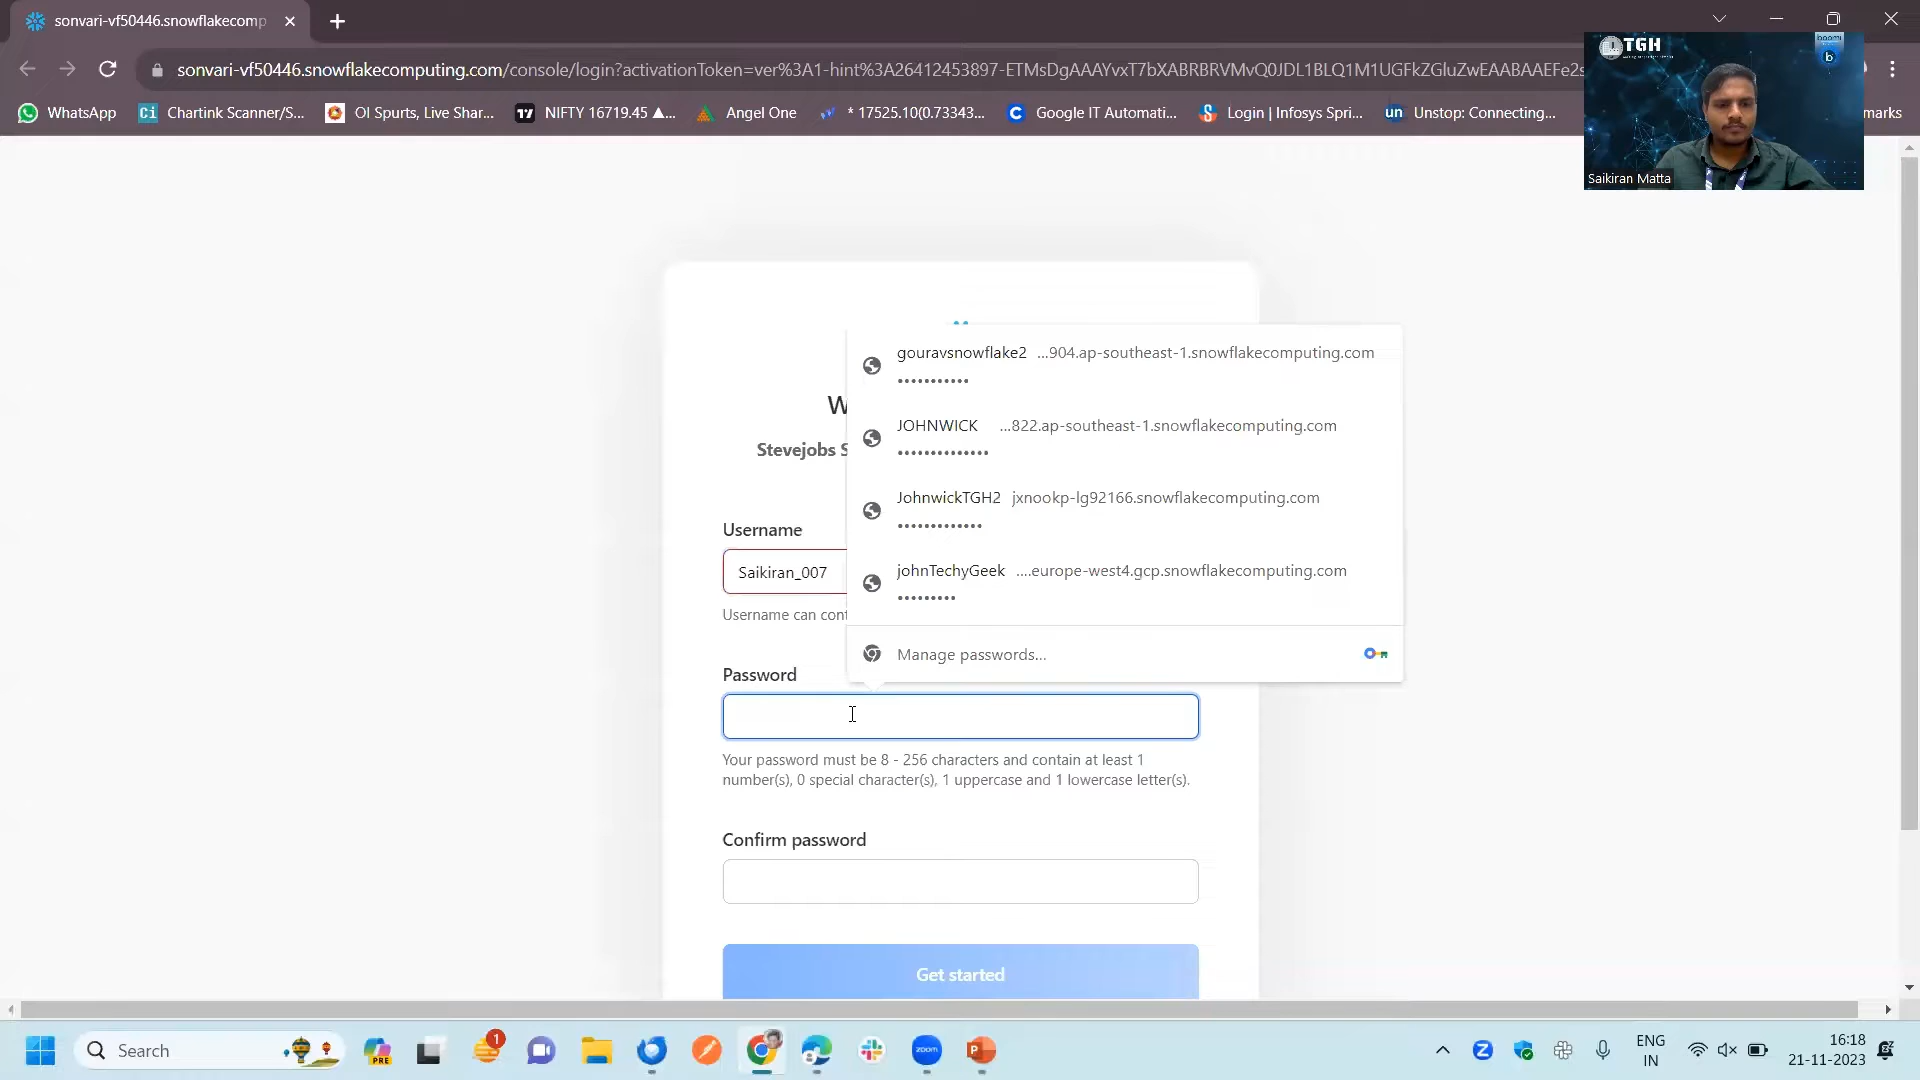 sonvari-vf50446.snowflakecomp
sonvari-vf50446.snowflakecomputing.com/console/login?activationToken=ver%3A1-hint%3A26412453897-ETMsDgAAAYvxT7bXABRBRVMvQ0JDL1BLQ1M1UGFkZGluZwEAABAAEFe2s
WhatsApp
Chartink Scanner/S...
OI Spurts, Live Shar...
NIFTY 16719.45 ▲...
Angel One
* 17525.10(0.73343...
Google IT Automati...
Login | Infosys Spri...
Unstop: Connecting...
marks
TGH
boomi
b
Saikiran Matta
W
Stevejobs S
Username
Saikiran_007
Username can cont
gouravsnowflake2 ...904.ap-southeast-1.snowflakecomputing.com
•••••••••••
JOHNWICK ...822.ap-southeast-1.snowflakecomputing.com
••••••••••••••
JohnwickTGH2 jxnookp-lg92166.snowflakecomputing.com
•••••••••••••
johnTechyGeek ....europe-west4.gcp.snowflakecomputing.com
•••••••••
Manage passwords...
Password
Your password must be 8 - 256 characters and contain at least 1
number(s), 0 special character(s), 1 uppercase and 1 lowercase letter(s).
Confirm password
Get started
Search
PRE
1
zoom
ENG
IN
16:18
21-11-2023